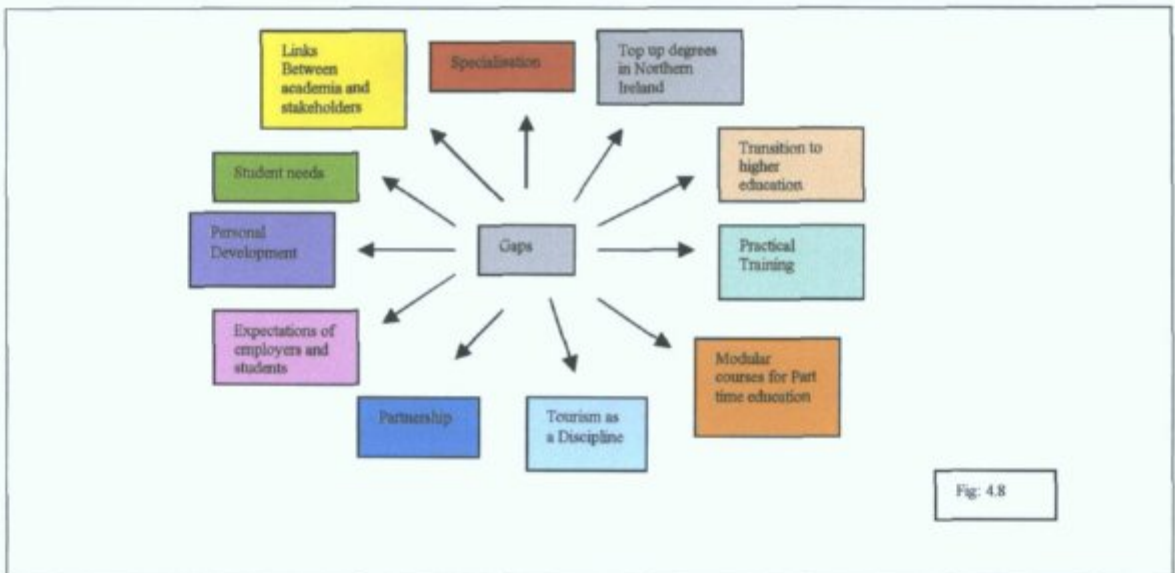 Links
Between
academia and
stakeholders
Specialisation
Top up degrees
in Northern
Ireland
Student needs
Transition to
higher
education
Personal
Development
Gaps
Practical
Training
Expectations of
employers and
students
Modular
courses for Part
time education
Partnership
Tourism as
a Discipline
Fig: 4.8